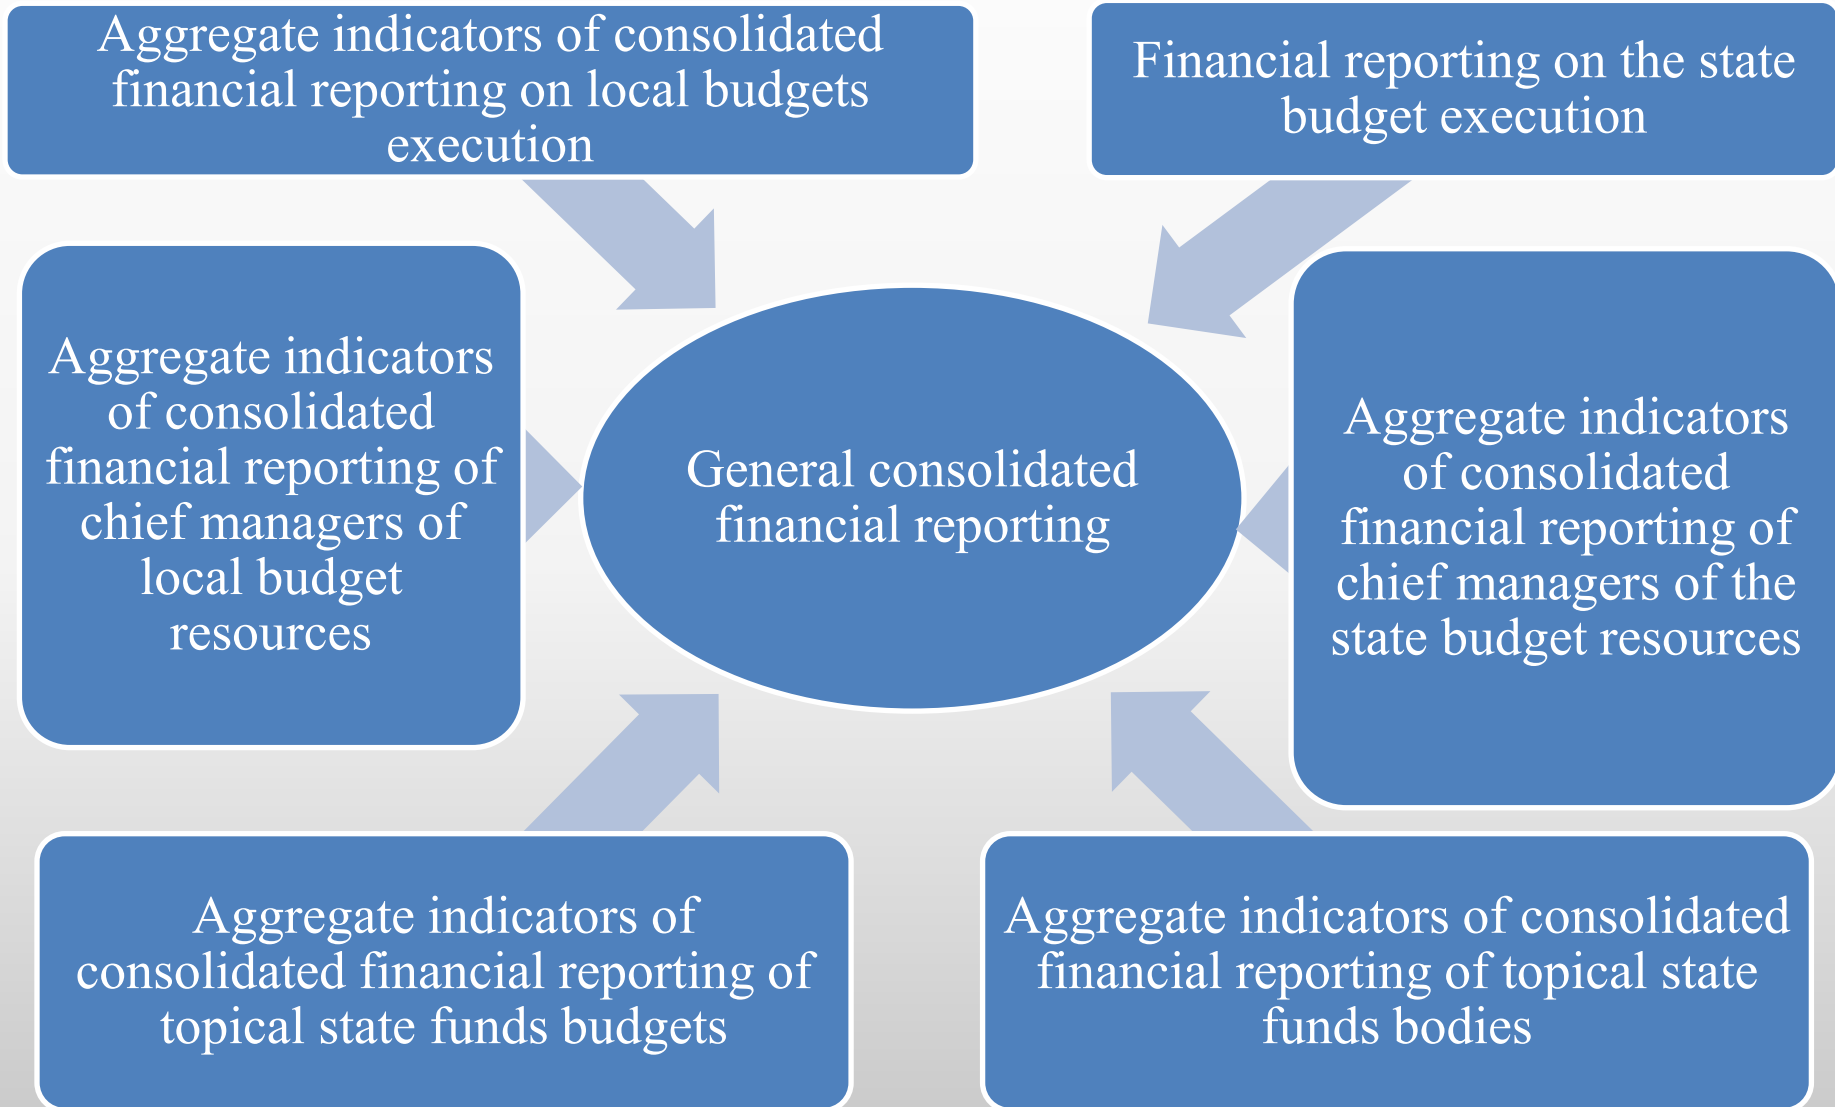 Aggregate indicators of consolidated
financial reporting on local budgets
execution
Financial reporting on the state
budget execution
Aggregate indicators
of consolidated
financial reporting of
chief managers of
local budget
resources
General consolidated
financial reporting
Aggregate indicators
of consolidated
financial reporting of
chief managers of the
state budget resources
Aggregate indicators of
consolidated financial reporting of
topical state funds budgets
Aggregate indicators of consolidated
financial reporting of topical state
funds bodies